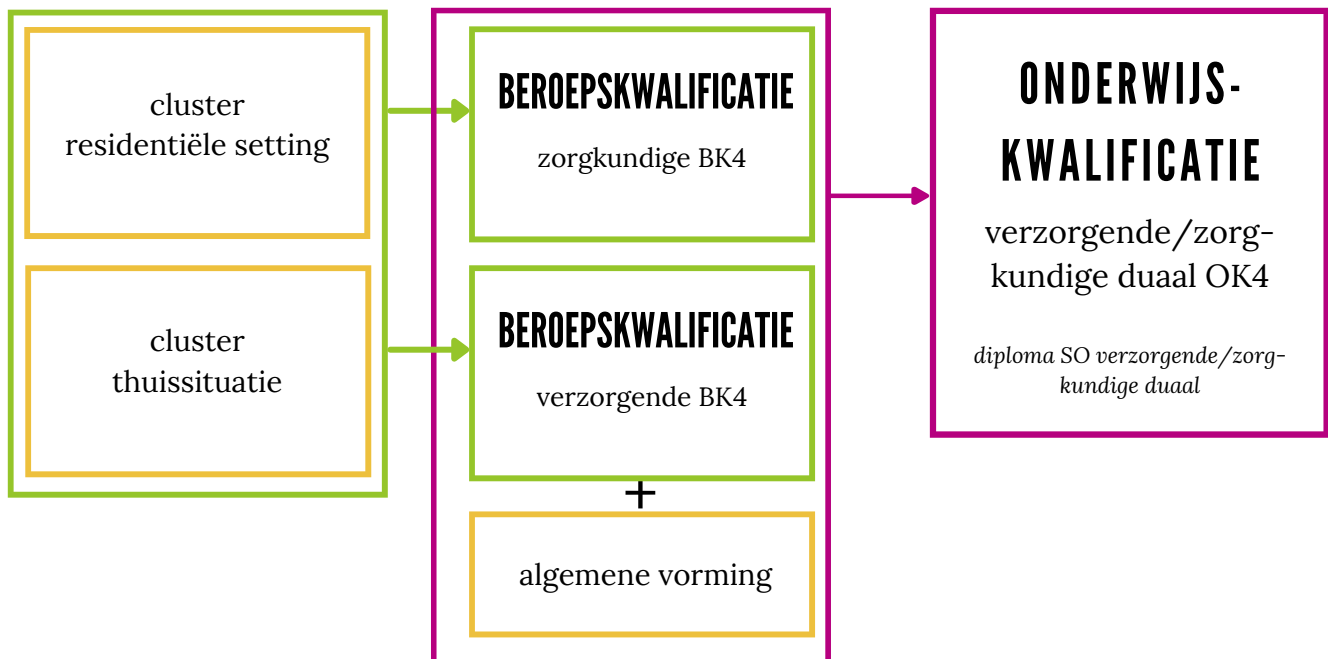 cluster
residentiële setting
cluster
thuissituatie
BEROEPSKWALIFICATIE
zorgkundige BK4
BEROEPSKWALIFICATIE
verzorgende BK4
+
algemene vorming
ONDERWIJS-
KWALIFICATIE
verzorgende/zorg-
kundige duaal OK4
diploma SO verzorgende/zorg-
kundige duaal